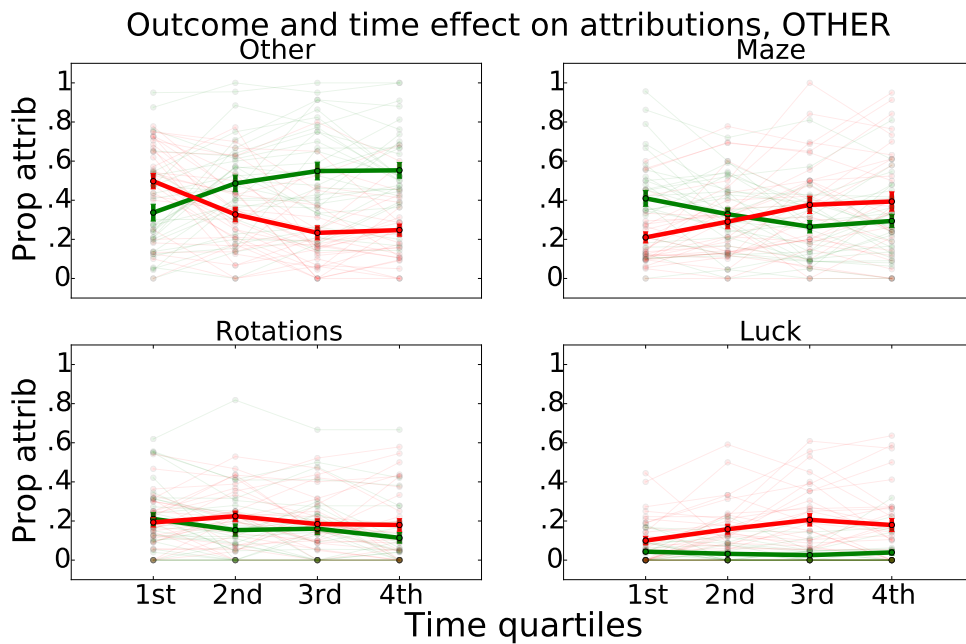 Outcome and time effect on attributions, OTHER
Other
Maze
Prop attrib
1
.8
.6
.4
.2
0
1
.8
.6
.4
.2
0
Rotations
Luck
Prop attrib
1
.8
.6
.4
.2
0
1
.8
.6
.4
.2
0
1st 2nd 3rd 4th
1st 2nd 3rd 4th
Time quartiles